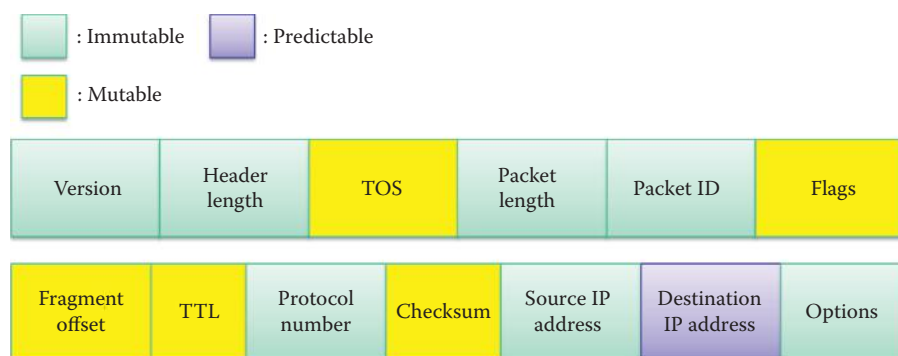 : Immutable : Predictable
: Mutable
Version Header length TOS Packet length Packet ID Flags
Fragment offset TTL Protocol number Checksum Source IP address Destination IP address Options